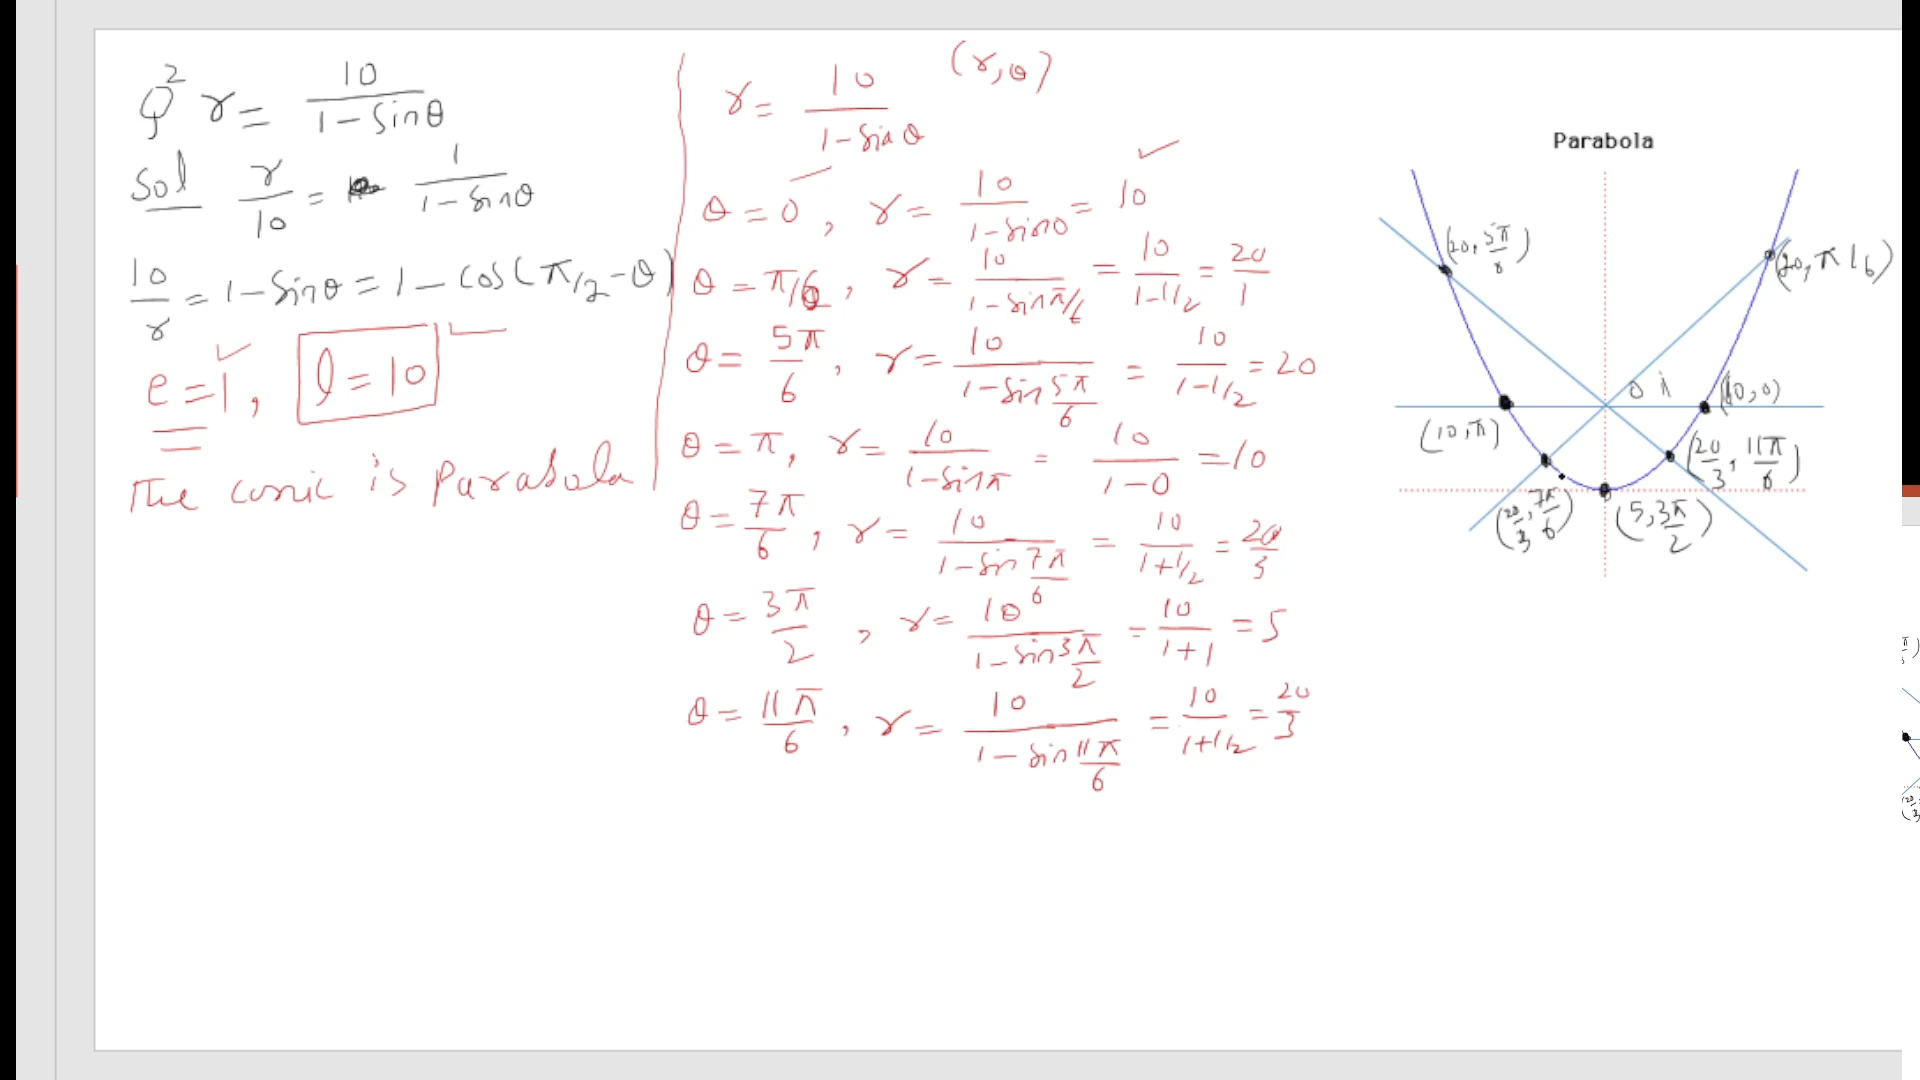 Q² r = 10/(1 - sinθ)
Sol r/10 = 1/(1 - sinθ)
10/r = 1 - sinθ = 1 - cos(π/2 - θ)
e = 1, l = 10
The conic is Parabola
r = 10/(1 - sinθ) (r, θ)
θ = 0, r = 10/(1 - sin0) = 10
θ = π/6, r = 10/(1 - sin π/6) = 10/(1 - 1/2) = 20/1
θ = 5π/6, r = 10/(1 - sin 5π/6) = 10/(1 - 1/2) = 20
θ = π, r = 10/(1 - sinπ) = 10/(1 - 0) = 10
θ = 7π/6, r = 10/(1 - sin 7π/6) = 10/(1 + 1/2) = 20/3
θ = 3π/2, r = 10/(1 - sin 3π/2) = 10/(1 + 1) = 5
θ = 11π/6, r = 10/(1 - sin 11π/6) = 10/(1 + 1/2) = 20/3
Parabola
(20, 5π/6)
(20, π/6)
(10, π)
0
(10, 0)
(20/3, 7π/6)
(5, 3π/2)
(20/3, 11π/6)